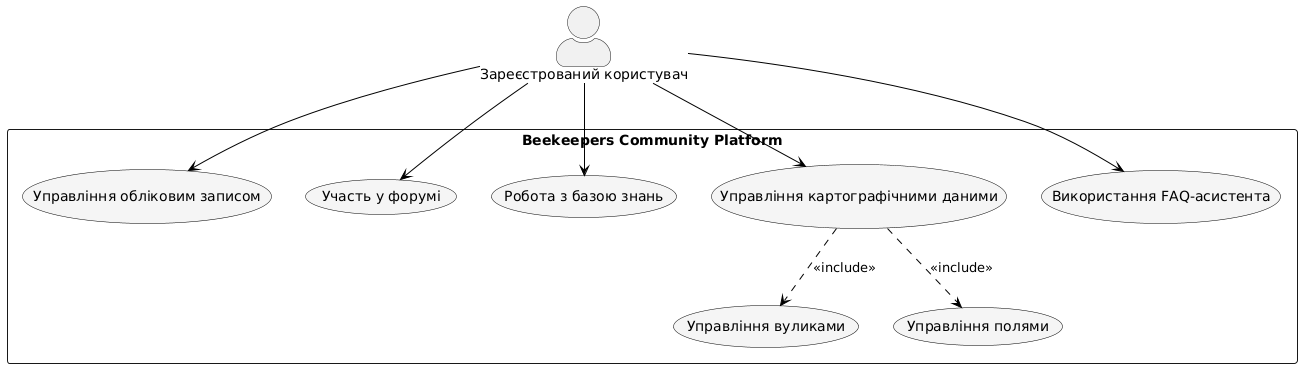 Зареєстрований користувач
Beekeepers Community Platform
Управління обліковим записом
Участь у форумі
Робота з базою знань
Управління картографічними даними
Використання FAQ-асистента
«include»
«include»
Управління вуликами
Управління полями